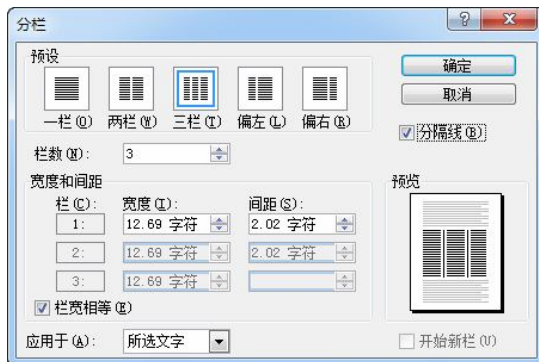 分栏
预设
一栏(O) 两栏(W) 三栏(T) 偏左(L) 偏右(R)
确定
取消
栏数(N): 3
分隔线(B)
宽度和间距
预览
栏(C): 宽度(I): 间距(S):
1: 12.69 字符 2.02 字符
2: 12.69 字符 2.02 字符
3: 12.69 字符
栏宽相等(E)
应用于(A): 所选文字
开始新栏(U)